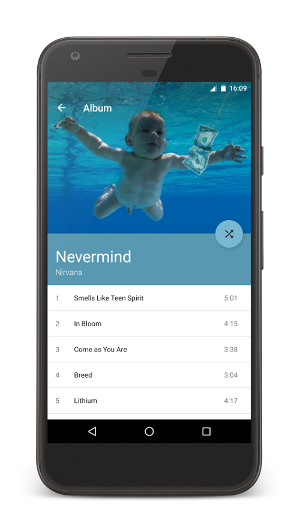 16:09
Album
Nevermind
Nirvana
1 Smells Like Teen Spirit 5:01
2 In Bloom 4:15
3 Come as You Are 3:38
4 Breed 3:04
5 Lithium 4:17